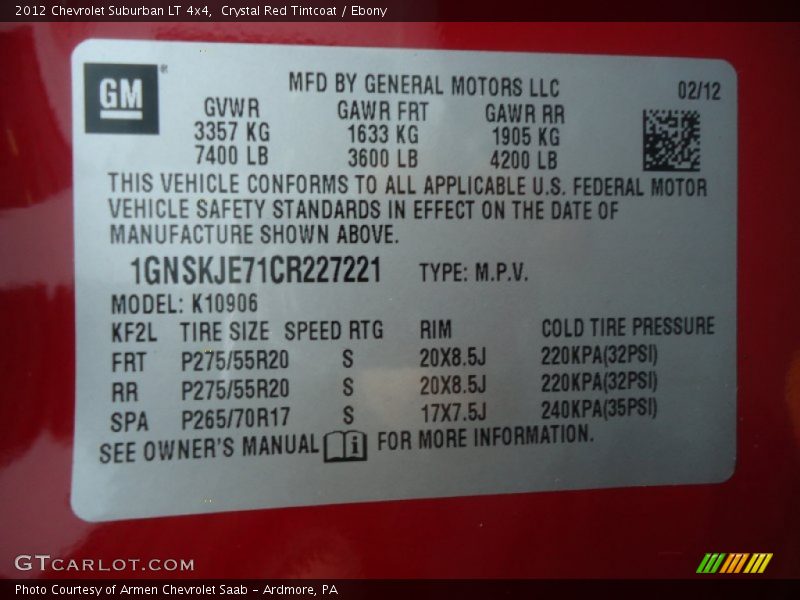 2012 Chevrolet Suburban LT 4x4, Crystal Red Tintcoat / Ebony
GM®
MFD BY GENERAL MOTORS LLC 02/12
GVWR GAWR FRT GAWR RR
3357 KG 1633 KG 1905 KG
7400 LB 3600 LB 4200 LB
THIS VEHICLE CONFORMS TO ALL APPLICABLE U.S. FEDERAL MOTOR
VEHICLE SAFETY STANDARDS IN EFFECT ON THE DATE OF
MANUFACTURE SHOWN ABOVE.
1GNSKJE71CR227221 TYPE: M.P.V.
MODEL: K10906
KF2L TIRE SIZE SPEED RTG RIM COLD TIRE PRESSURE
FRT P275/55R20 S 20X8.5J 220KPA(32PSI)
RR P275/55R20 S 20X8.5J 220KPA(32PSI)
SPA P265/70R17 S 17X7.5J 240KPA(35PSI)
SEE OWNER'S MANUAL i FOR MORE INFORMATION.
GTCARLOT.COM
Photo Courtesy of Armen Chevrolet Saab - Ardmore, PA